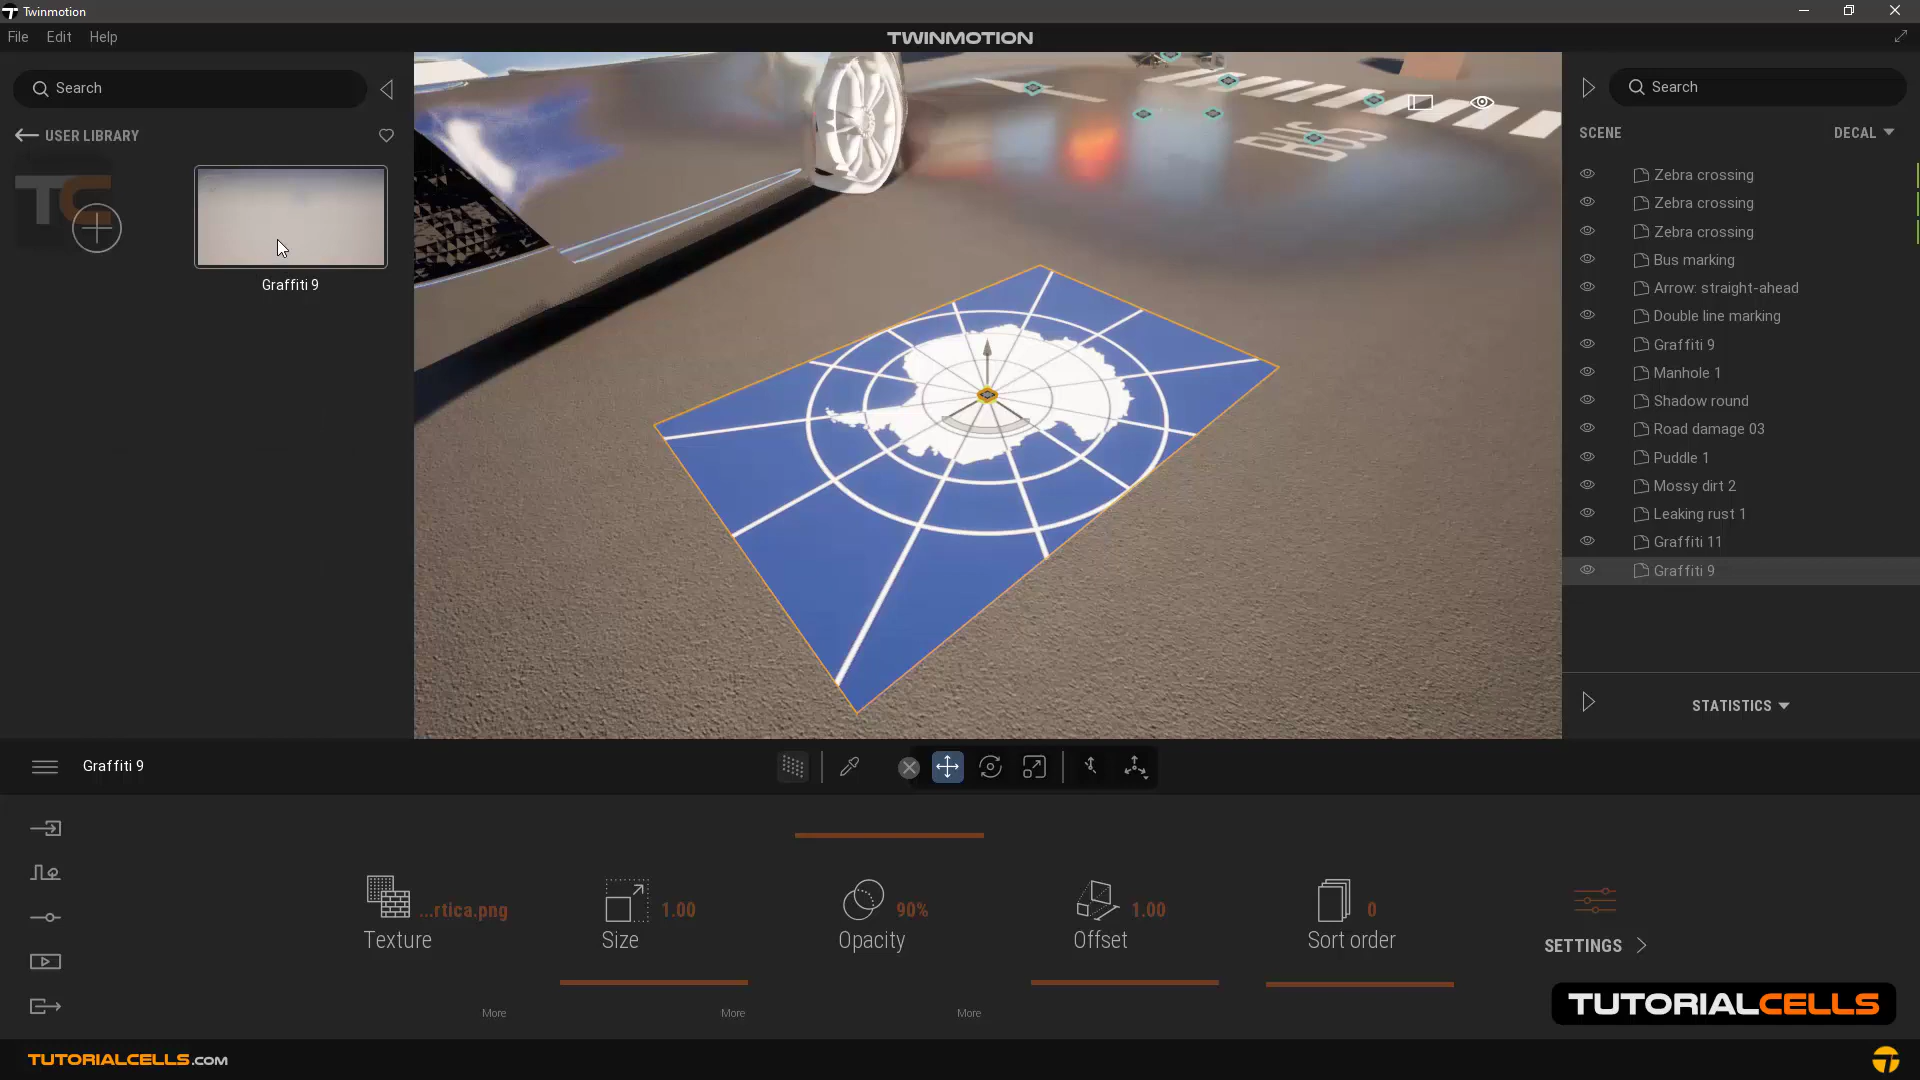 Twinmotion
File Edit Help
TWINMOTION
Search
USER LIBRARY
TC
Graffiti 9
BUS
Search
SCENE
DECAL
Zebra crossing
Zebra crossing
Zebra crossing
Bus marking
Arrow: straight-ahead
Double line marking
Graffiti 9
Manhole 1
Shadow round
Road damage 03
Puddle 1
Mossy dirt 2
Leaking rust 1
Graffiti 11
Graffiti 9
STATISTICS
Graffiti 9
...rtica.png
Texture
1.00
Size
90%
Opacity
1.00
Offset
0
Sort order
SETTINGS
More
More
More
TUTORIALCELLS
TUTORIALCELLS.COM